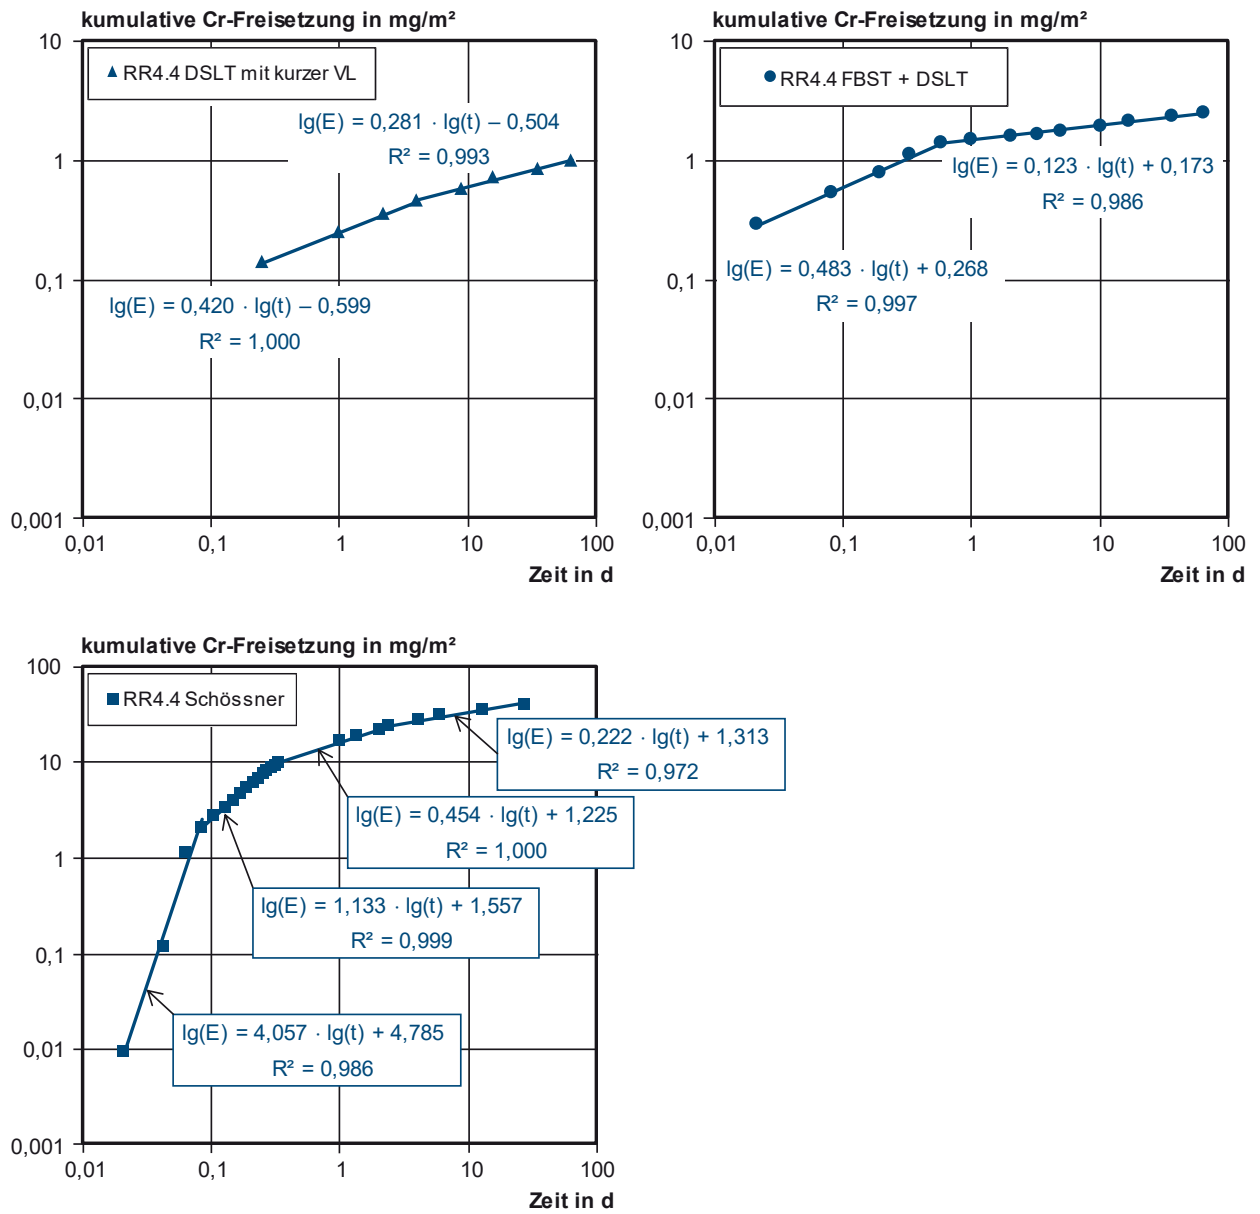 kumulative Cr-Freisetzung in mg/m²
10
RR4.4 DSLT mit kurzer VL
lg(E) = 0,281 · lg(t) – 0,504
R² = 0,993
1
0,1
lg(E) = 0,420 · lg(t) – 0,599
R² = 1,000
0,01
0,001
0,01 0,1 1 10 100
Zeit in d
kumulative Cr-Freisetzung in mg/m²
10
RR4.4 FBST + DSLT
1
lg(E) = 0,123 · lg(t) + 0,173
R² = 0,986
lg(E) = 0,483 · lg(t) + 0,268
0,1
R² = 0,997
0,01
0,001
0,01 0,1 1 10 100
Zeit in d
kumulative Cr-Freisetzung in mg/m²
100
RR4.4 Schössner
lg(E) = 0,222 · lg(t) + 1,313
10
R² = 0,972
lg(E) = 0,454 · lg(t) + 1,225
R² = 1,000
1
lg(E) = 1,133 · lg(t) + 1,557
R² = 0,999
0,1
lg(E) = 4,057 · lg(t) + 4,785
0,01
R² = 0,986
0,001
0,01 0,1 1 10 100
Zeit in d